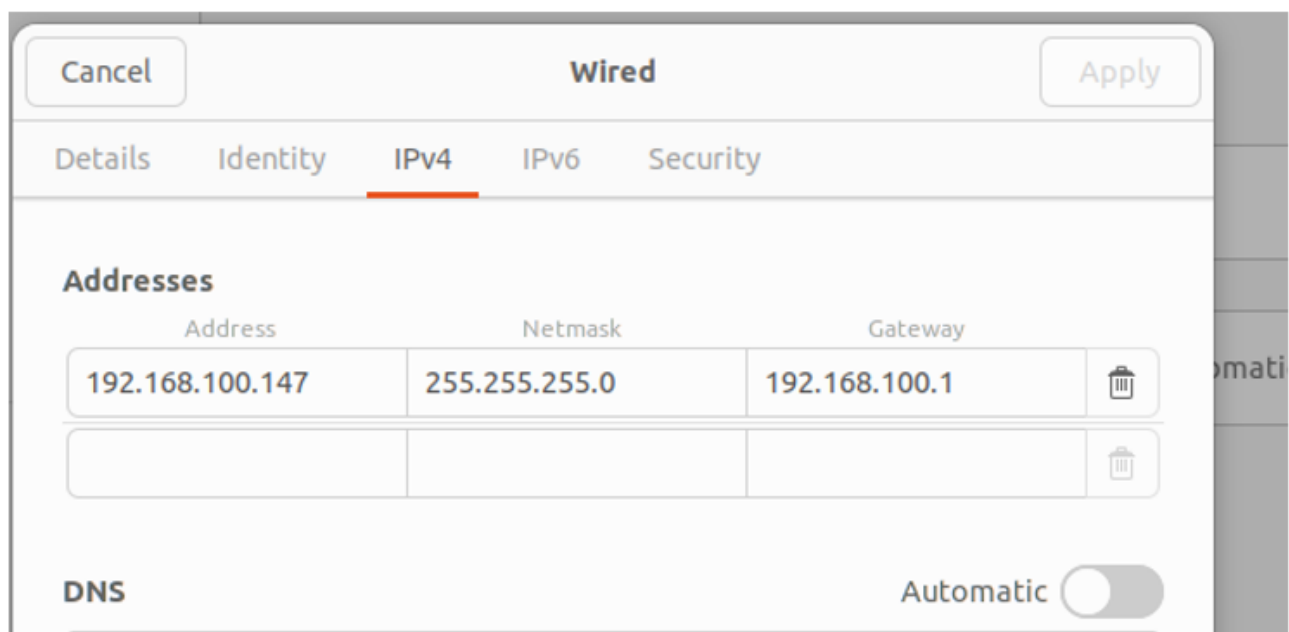 Cancel Wired Apply
Details Identity IPv4 IPv6 Security
Addresses
Address Netmask Gateway
192.168.100.147 255.255.255.0 192.168.100.1
omati
DNS Automatic